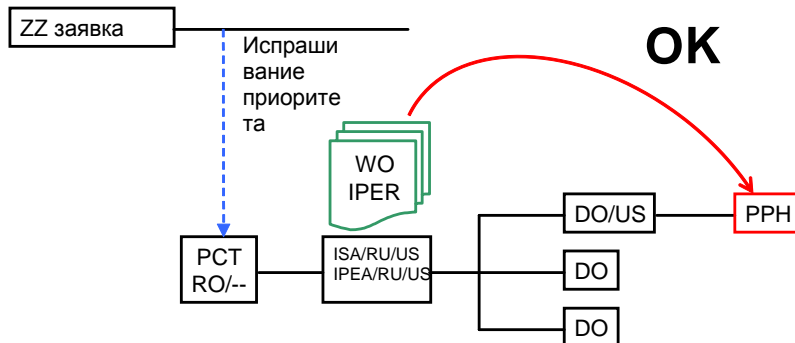 ZZ заявка
Испраши
вание
приорите
та
OK
WO
IPER
PCT
RO/--
ISA/RU/US
IPEA/RU/US
DO/US
PPH
DO
DO